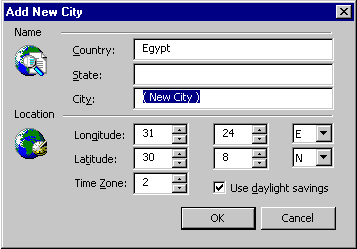 Add New City
Name
Country: Egypt
State:
City: ( New City )
Location
Longitude: 31 24 E
Latitude: 30 8 N
Time Zone: 2 Use daylight savings
OK Cancel